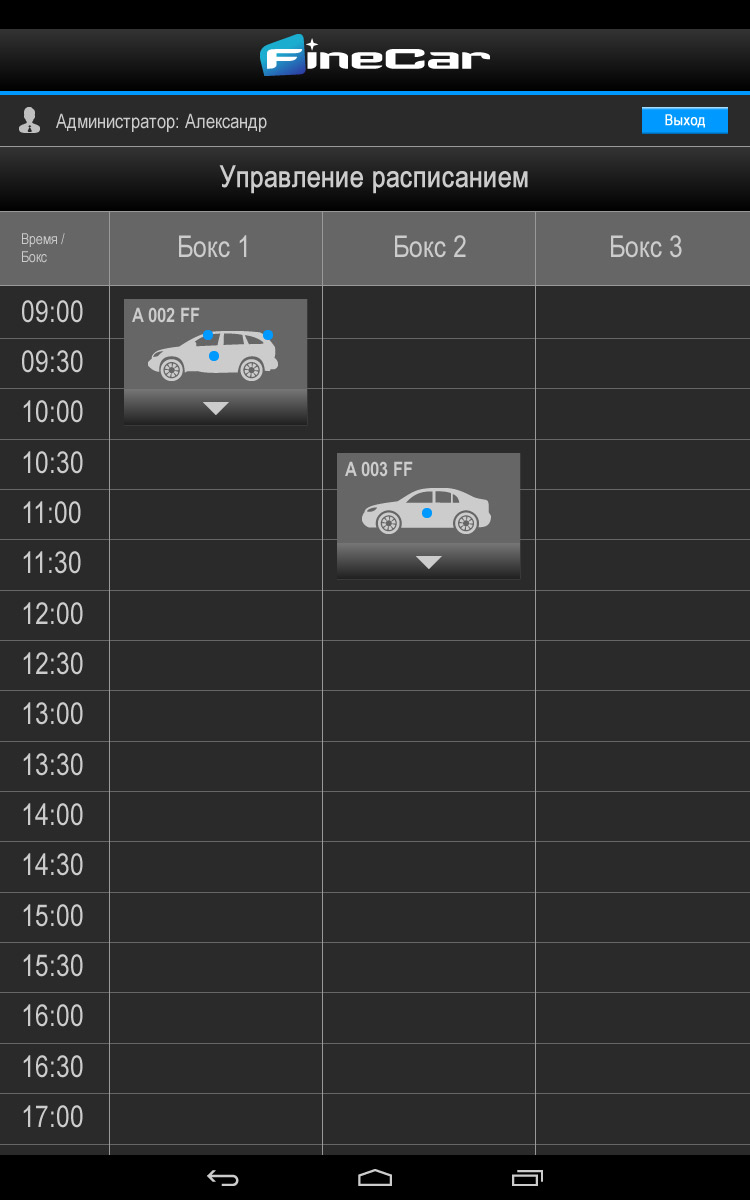 FineCar
Администратор: Александр
Выход
Управление расписанием
Время /
Бокс
Бокс 1
Бокс 2
Бокс 3
09:00
A 002 FF
09:30
10:00
10:30
A 003 FF
11:00
11:30
12:00
12:30
13:00
13:30
14:00
14:30
15:00
15:30
16:00
16:30
17:00